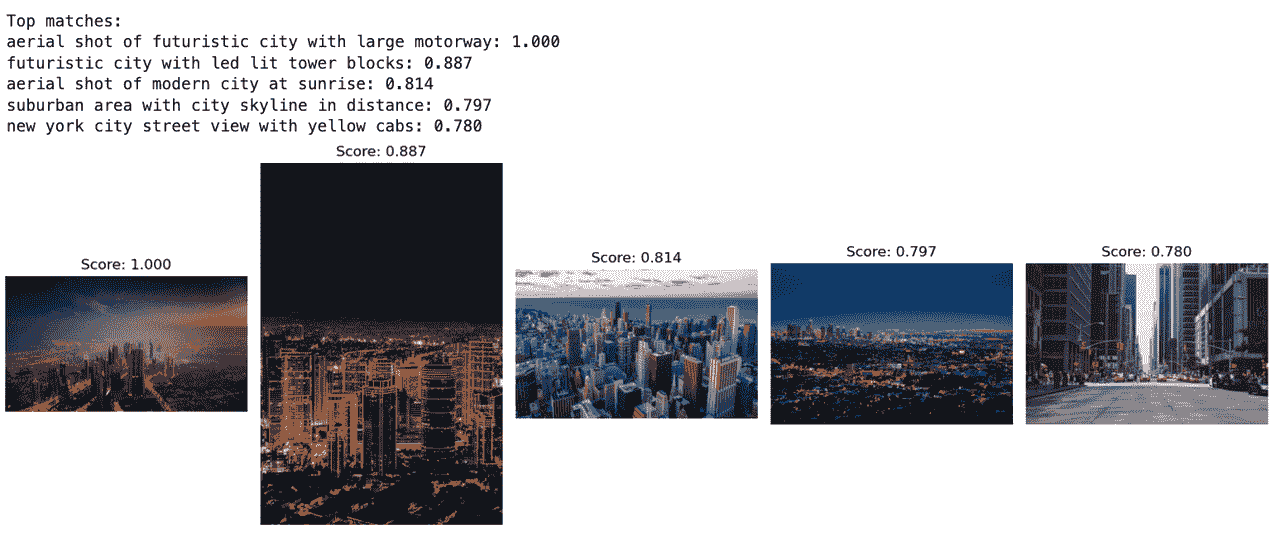 Top matches:
aerial shot of futuristic city with large motorway: 1.000
futuristic city with led lit tower blocks: 0.887
aerial shot of modern city at sunrise: 0.814
suburban area with city skyline in distance: 0.797
new york city street view with yellow cabs: 0.780
Score: 1.000
Score: 0.887
Score: 0.814
Score: 0.797
Score: 0.780